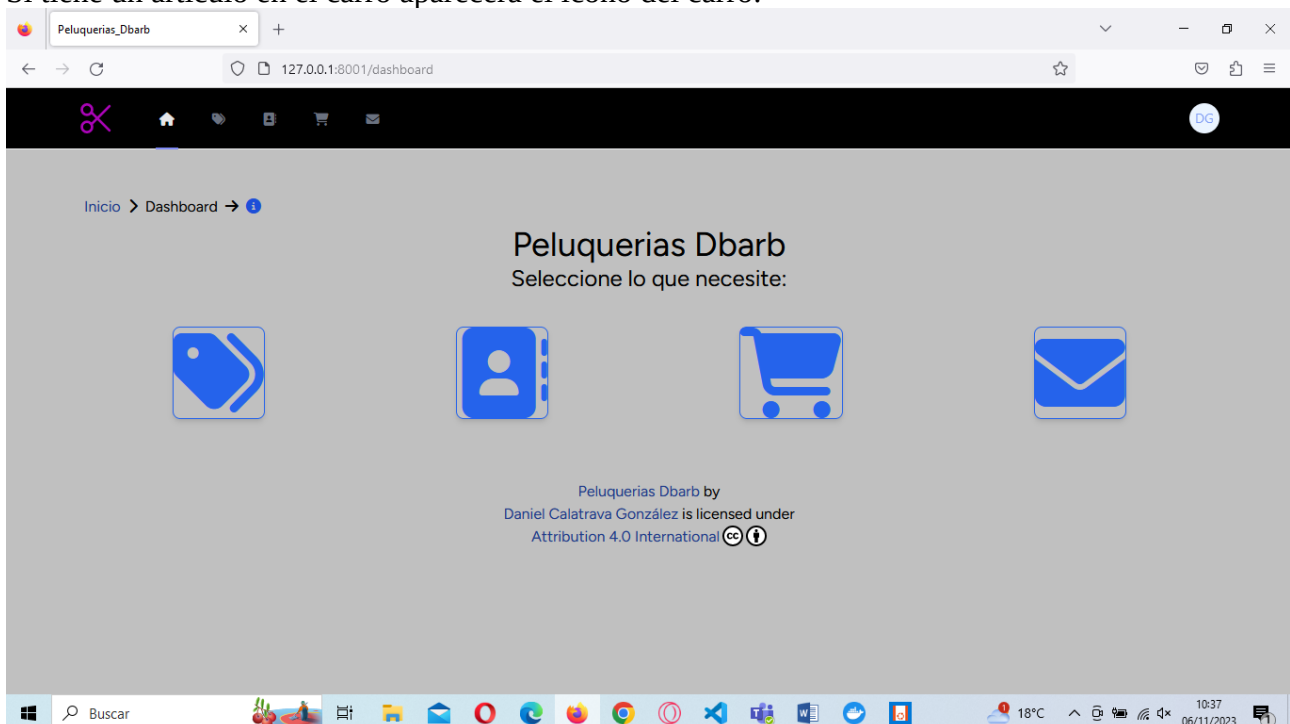 Si tiene un artículo en el carro aparecerá el icono del carro.
Peluquerias_Dbarb
127.0.0.1:8001/dashboard
DG
Inicio Dashboard
Peluquerias Dbarb
Seleccione lo que necesite:
Peluquerias Dbarb by
Daniel Calatrava González is licensed under
Attribution 4.0 International
Buscar
18°C
10:37
06/11/2023